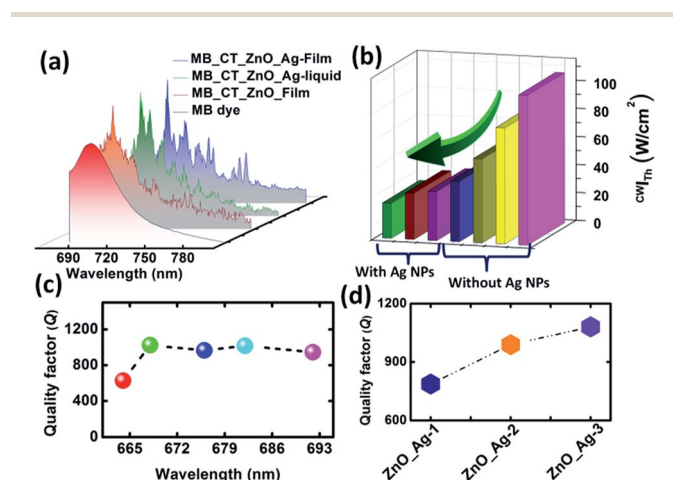 (a)
MB_CT_ZnO_Ag-Film
MB_CT_ZnO_Ag-liquid
MB_CT_ZnO_Film
MB dye
690 720 750 780
Wavelength (nm)
(b)
100
80
60
40
20
0
CWI_Th (W/cm²)
With Ag NPs
Without Ag NPs
(c)
Quality factor (Q)
1200
800
400
0
665 672 679 686 693
Wavelength (nm)
(d)
Quality factor (Q)
1200
900
600
ZnO_Ag-1
ZnO_Ag-2
ZnO_Ag-3